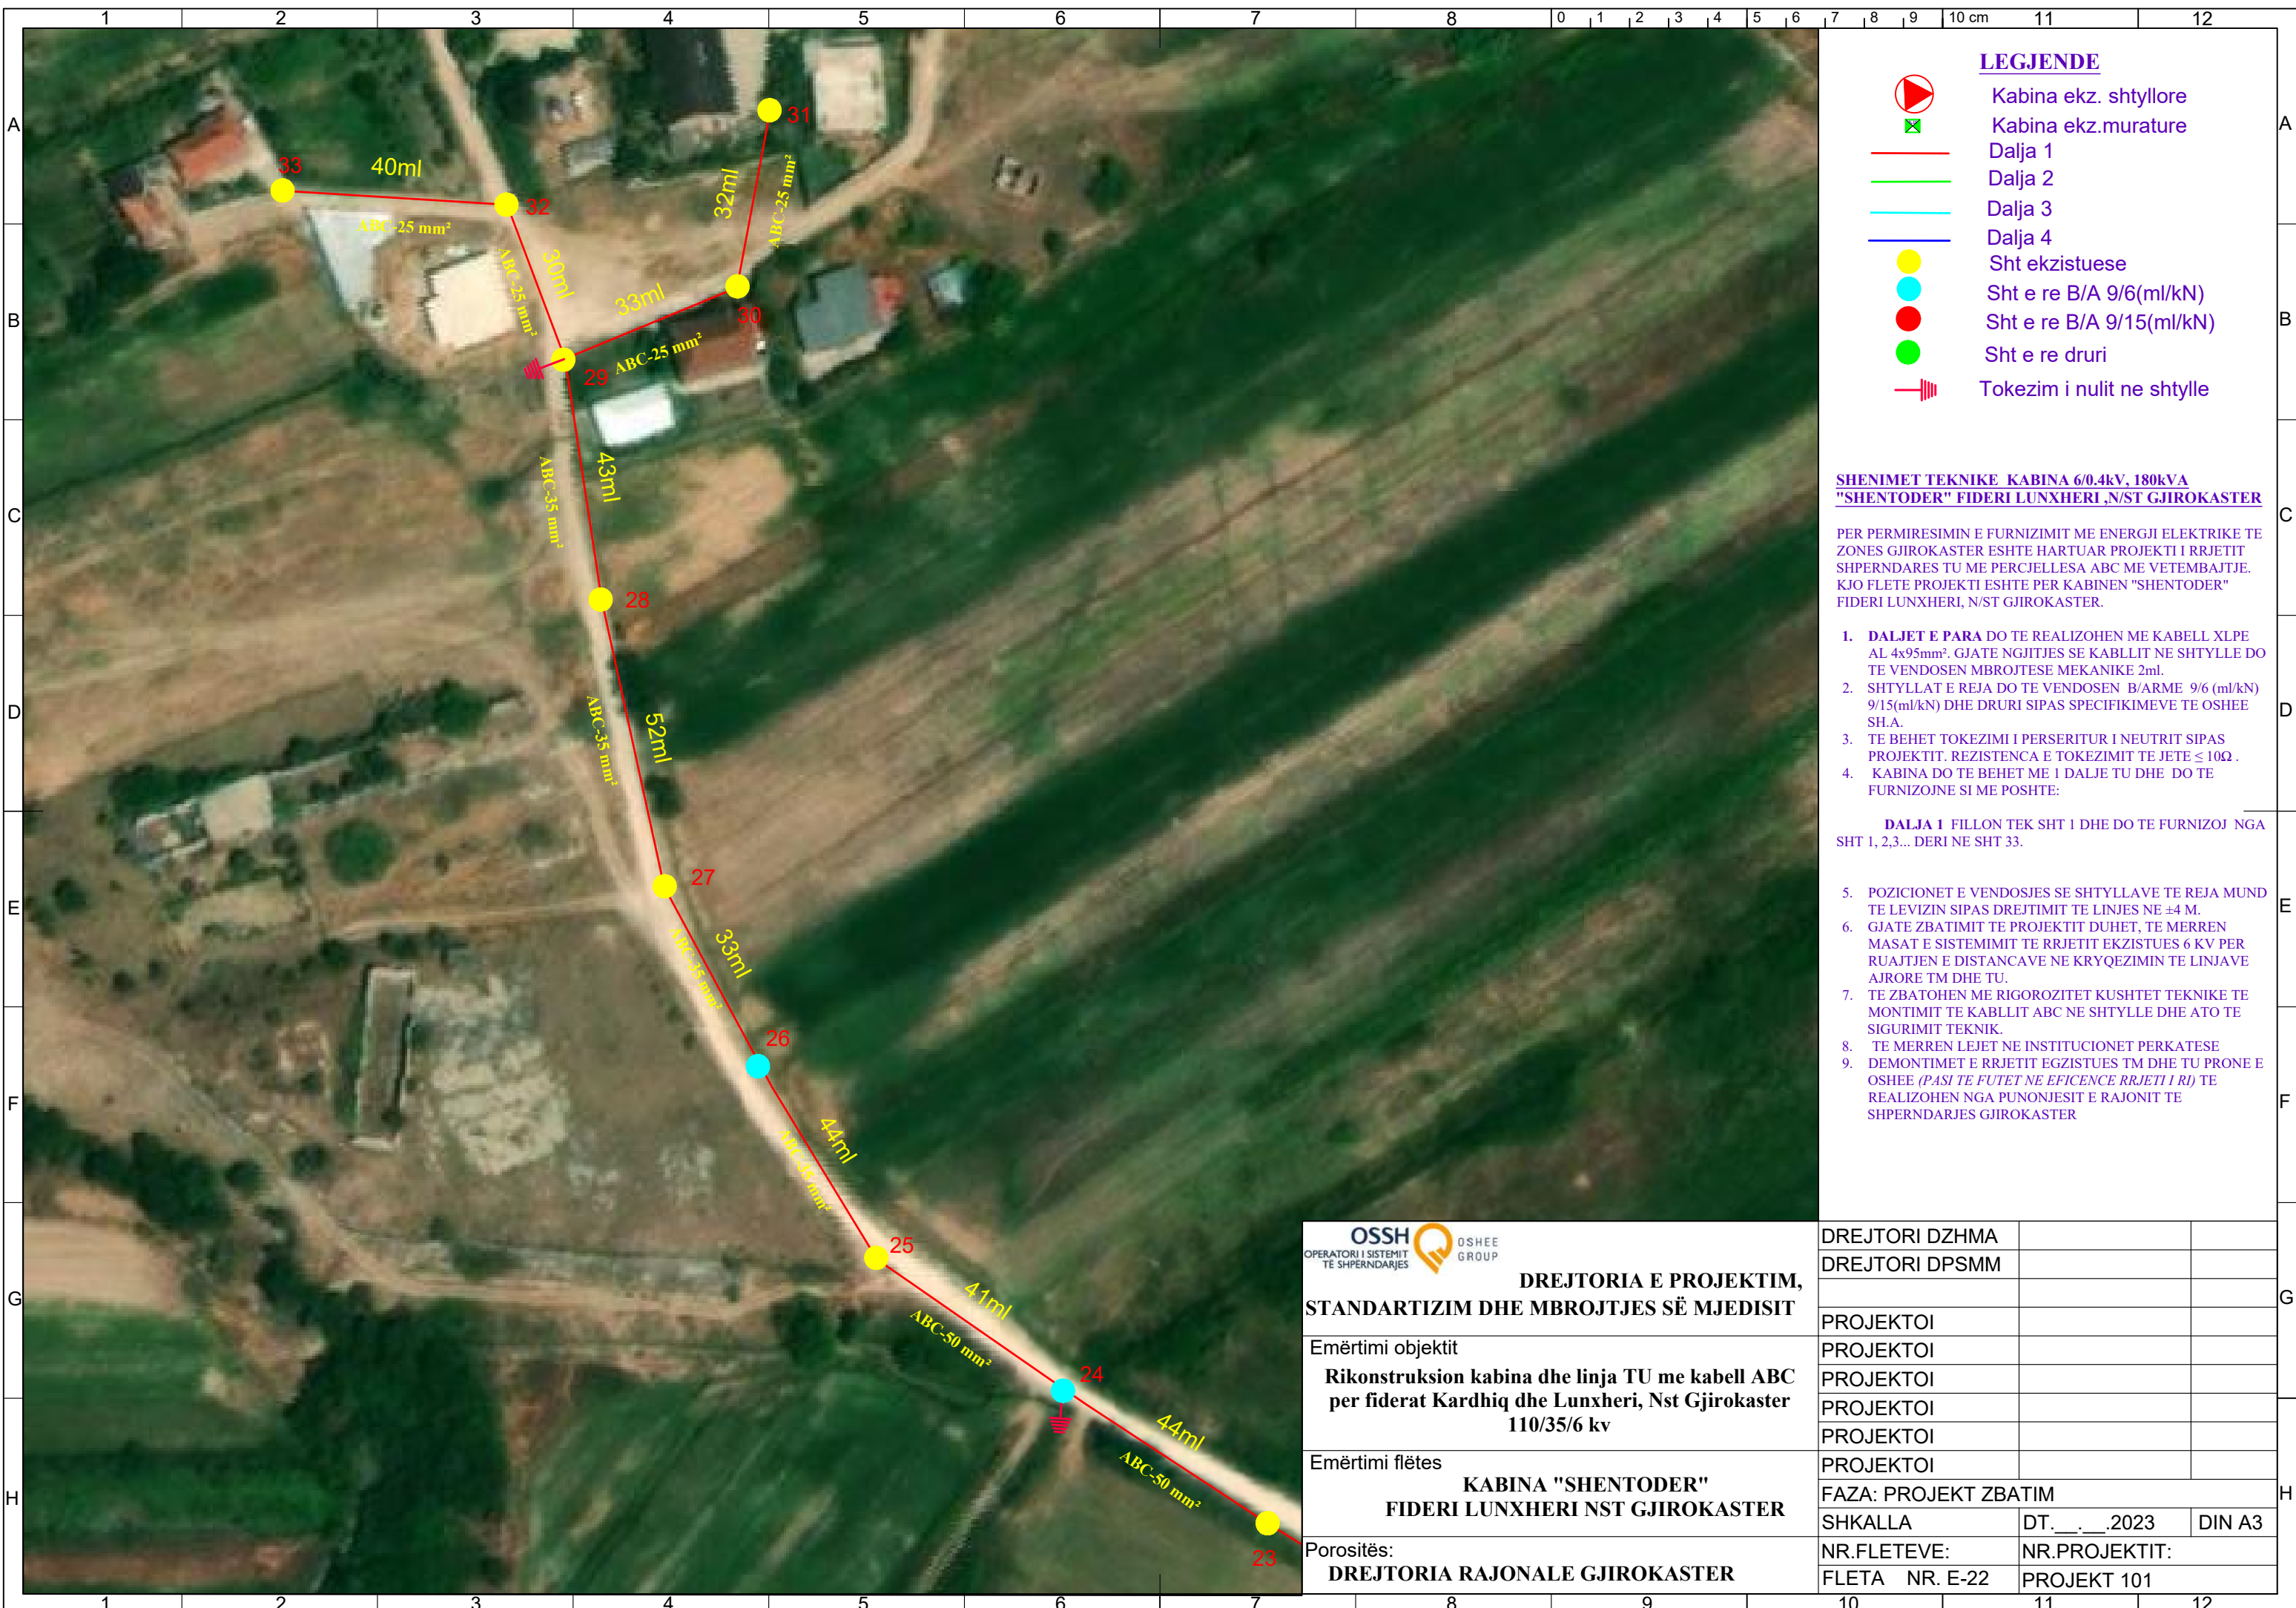 1 2 3 4 5 6 7 8 0 1 2 3 4 5 6 7 8 9 10 cm 11 12
A
B
C
D
E
F
G
H
31
32ml
ABC-25 mm²
33
40ml
32
ABC-25 mm²
ABC-25 mm²
30ml
33ml
30
ABC-25 mm²
29
43ml
ABC-35 mm²
28
52ml
ABC-35 mm²
27
33ml
ABC-35 mm²
26
44ml
ABC-35 mm²
25
41ml
ABC-50 mm²
24
44ml
ABC-50 mm²
23
LEGJENDE
Kabina ekz. shtyllore
Kabina ekz.murature
Dalja 1
Dalja 2
Dalja 3
Dalja 4
Sht ekzistuese
Sht e re B/A 9/6(ml/kN)
Sht e re B/A 9/15(ml/kN)
Sht e re druri
Tokezim i nulit ne shtylle
SHENIMET TEKNIKE KABINA 6/0.4kV, 180kVA
"SHENTODER" FIDERI LUNXHERI ,N/ST GJIROKASTER
PER PERMIRESIMIN E FURNIZIMIT ME ENERGJI ELEKTRIKE TE
ZONES GJIROKASTER ESHTE HARTUAR PROJEKTI I RRJETIT
SHPERNDARES TU ME PERCJELLESA ABC ME VETEMBAJTJE.
KJO FLETE PROJEKTI ESHTE PER KABINEN "SHENTODER"
FIDERI LUNXHERI, N/ST GJIROKASTER.
1. DALJET E PARA DO TE REALIZOHEN ME KABELL XLPE
AL 4x95mm². GJATE NGJITJES SE KABLLIT NE SHTYLLE DO
TE VENDOSEN MBROJTESE MEKANIKE 2ml.
2. SHTYLLAT E REJA DO TE VENDOSEN B/ARME 9/6 (ml/kN)
9/15(ml/kN) DHE DRURI SIPAS SPECIFIKIMEVE TE OSHEE
SH.A.
3. TE BEHET TOKEZIMI I PERSERITUR I NEUTRIT SIPAS
PROJEKTIT. REZISTENCA E TOKEZIMIT TE JETE ≤ 10Ω .
4. KABINA DO TE BEHET ME 1 DALJE TU DHE DO TE
FURNIZOJNE SI ME POSHTE:
DALJA 1 FILLON TEK SHT 1 DHE DO TE FURNIZOJ NGA
SHT 1, 2,3... DERI NE SHT 33.
5. POZICIONET E VENDOSJES SE SHTYLLAVE TE REJA MUND
TE LEVIZIN SIPAS DREJTIMIT TE LINJES NE ±4 M.
6. GJATE ZBATIMIT TE PROJEKTIT DUHET, TE MERREN
MASAT E SISTEMIMIT TE RRJETIT EKZISTUES 6 KV PER
RUAJTJEN E DISTANCAVE NE KRYQEZIMIN TE LINJAVE
AJRORE TM DHE TU.
7. TE ZBATOHEN ME RIGOROZITET KUSHTET TEKNIKE TE
MONTIMIT TE KABLLIT ABC NE SHTYLLE DHE ATO TE
SIGURIMIT TEKNIK.
8. TE MERREN LEJET NE INSTITUCIONET PERKATESE
9. DEMONTIMET E RRJETIT EGZISTUES TM DHE TU PRONE E
OSHEE (PASI TE FUTET NE EFICENCE RRJETI I RI) TE
REALIZOHEN NGA PUNONJESIT E RAJONIT TE
SHPERNDARJES GJIROKASTER
A
B
C
D
E
F
G
H
OSSH
OPERATORI I SISTEMIT
TË SHPËRNDARJES
OSHEE
GROUP
DREJTORIA E PROJEKTIM,
STANDARTIZIM DHE MBROJTJES SË MJEDISIT
Emërtimi objektit
Rikonstruksion kabina dhe linja TU me kabell ABC
per fiderat Kardhiq dhe Lunxheri, Nst Gjirokaster
110/35/6 kv
Emërtimi flëtes
KABINA "SHENTODER"
FIDERI LUNXHERI NST GJIROKASTER
Porositës:
DREJTORIA RAJONALE GJIROKASTER
DREJTORI DZHMA
DREJTORI DPSMM
PROJEKTOI
PROJEKTOI
PROJEKTOI
PROJEKTOI
PROJEKTOI
PROJEKTOI
FAZA: PROJEKT ZBATIM
SHKALLA DT.__.__.2023 DIN A3
NR.FLETEVE: NR.PROJEKTIT:
FLETA NR. E-22 PROJEKT 101
1 2 3 4 5 6 7 8 9 10 11 12